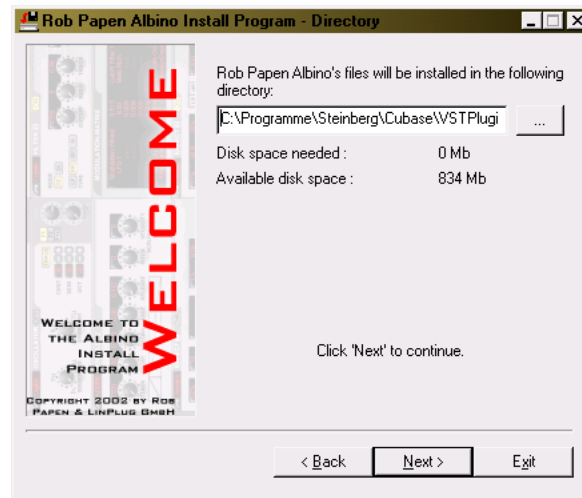 Rob Papen Albino Install Program - Directory
Rob Papen Albino's files will be installed in the following
directory:
C:\Programme\Steinberg\Cubase\VSTPlugi
...
Disk space needed : 0 Mb
Available disk space : 834 Mb
WELCOME
WELCOME TO
THE ALBINO
INSTALL
PROGRAM
COPYRIGHT 2002 BY ROB
PAPEN & LINPLUG GMBH
Click 'Next' to continue.
< Back
Next >
Exit